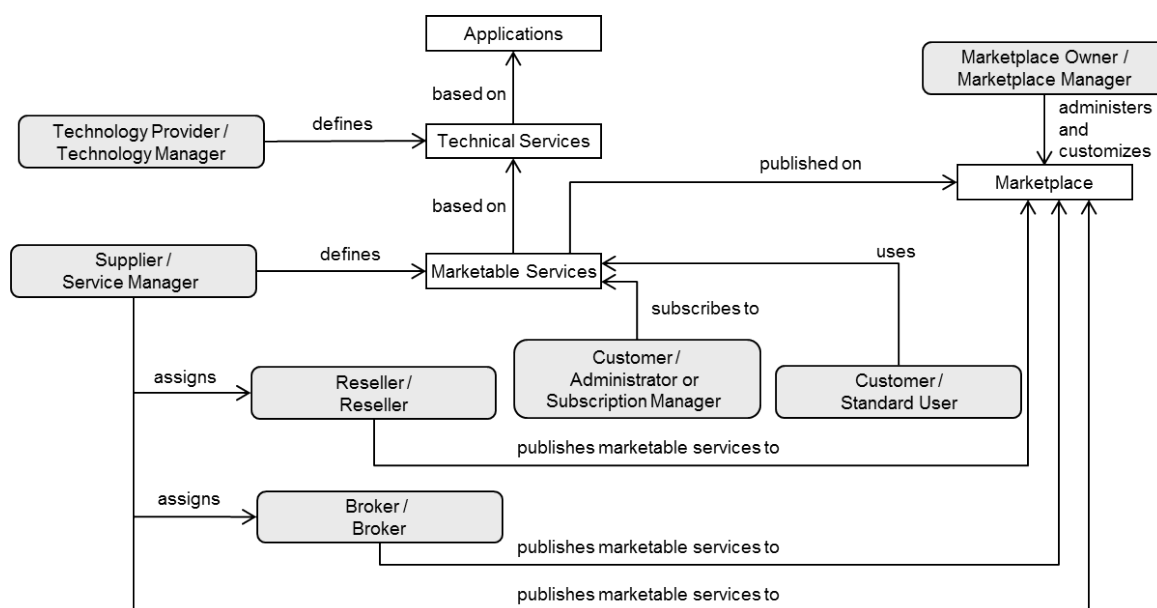 Applications
Marketplace Owner /
Marketplace Manager
based on
administers
and
customizes
Technology Provider /
Technology Manager
defines
Technical Services
published on
Marketplace
based on
Supplier /
Service Manager
defines
Marketable Services
uses
subscribes to
Customer /
Administrator or
Subscription Manager
Customer /
Standard User
assigns
Reseller /
Reseller
publishes marketable services to
assigns
Broker /
Broker
publishes marketable services to
publishes marketable services to